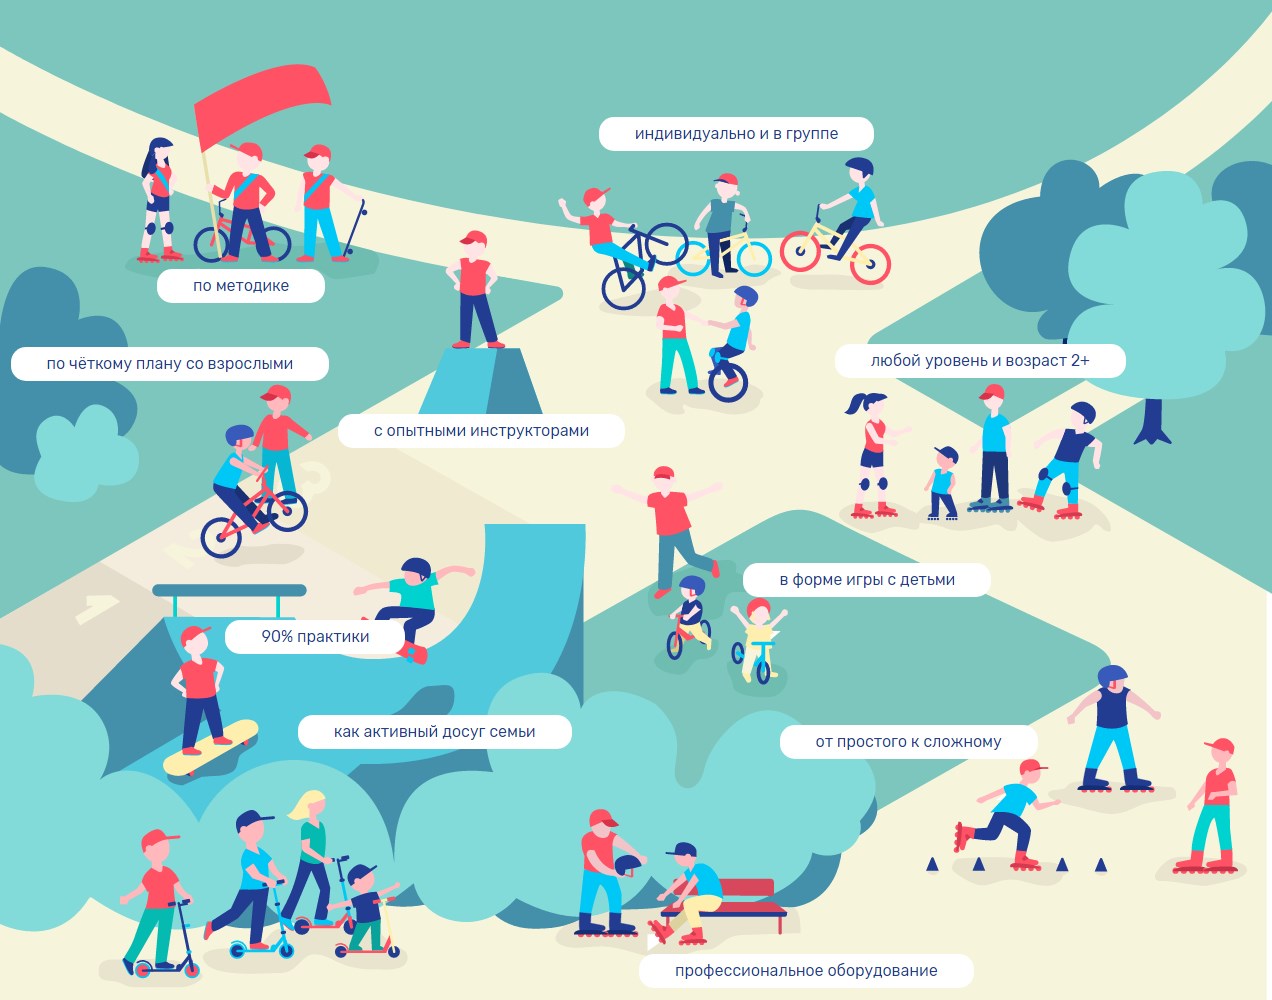 индивидуально и в группе
по методике
по чёткому плану со взрослыми
любой уровень и возраст 2+
с опытными инструкторами
в форме игры с детьми
90% практики
как активный досуг семьи
от простого к сложному
профессиональное оборудование